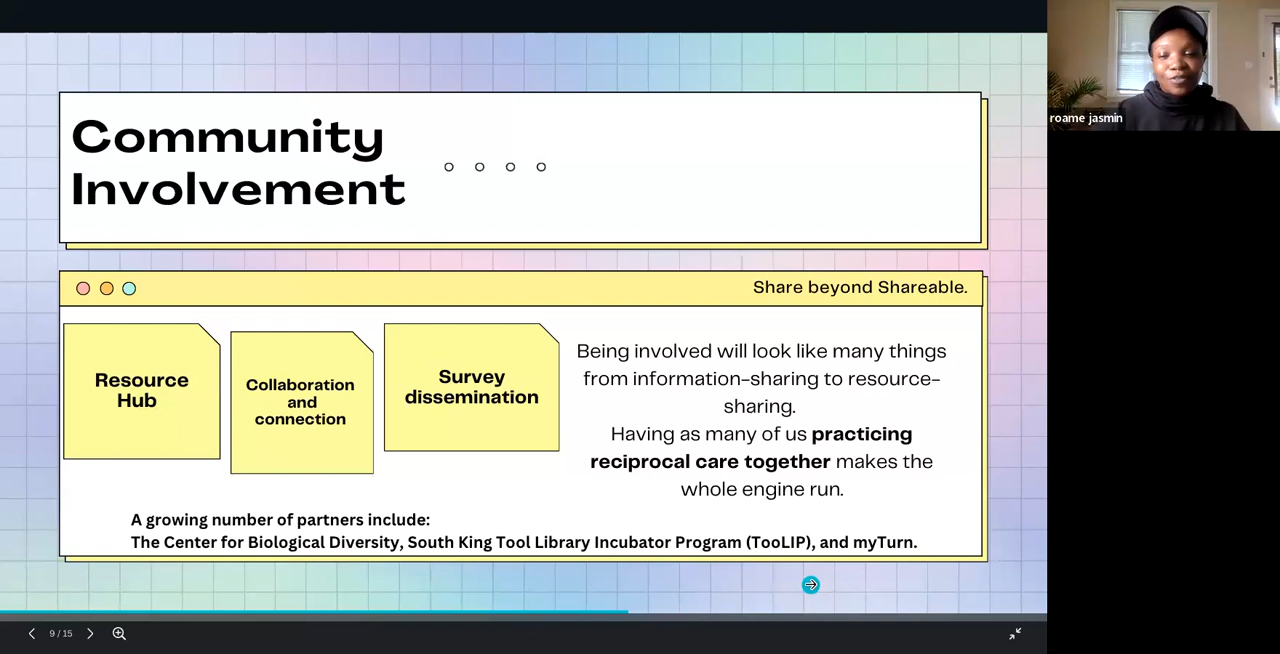 Community
Involvement
roame jasmin
Share beyond Shareable.
Resource
Hub
Collaboration
and
connection
Survey
dissemination
Being involved will look like many things
from information-sharing to resource-
sharing.
Having as many of us practicing
reciprocal care together makes the
whole engine run.
A growing number of partners include:
The Center for Biological Diversity, South King Tool Library Incubator Program (TooLIP), and myTurn.
9 / 15